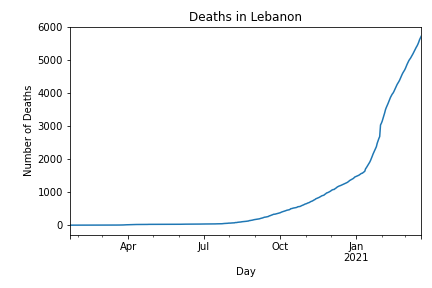 Deaths in Lebanon
6000
5000
4000
3000
2000
1000
0
Number of Deaths
Apr
Jul
Oct
Jan
2021
Day